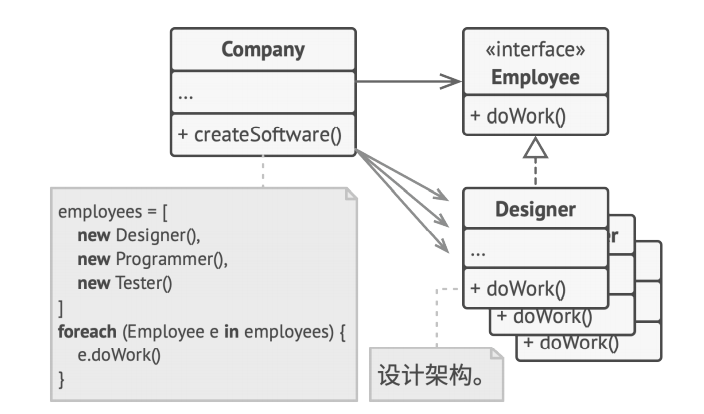 Company
...
+ createSoftware()
«interface»
Employee
+ doWork()
employees = [
new Designer(),
new Programmer(),
new Tester()
]
foreach (Employee e in employees) {
e.doWork()
}
Designer
...
+ doWork()
r
+ doWork()
+ doWork()
设计架构。